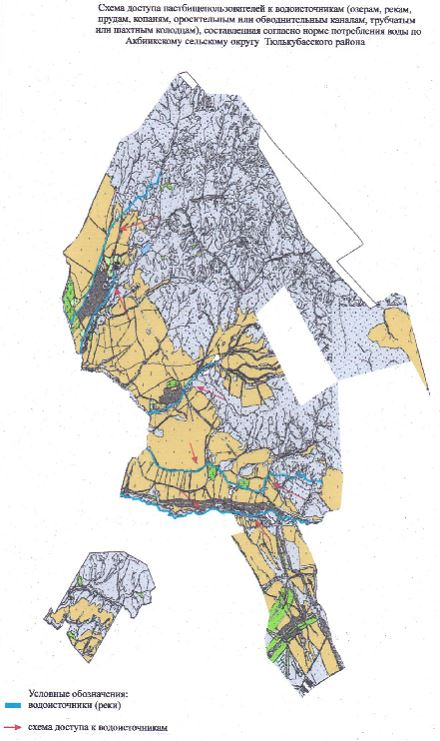 Схема доступа пастбищепользователей к водоисточникам (озерам, рекам,
прудам, копаням, оросительным или обводнительным каналам, трубчатым
или шахтным колодцам), составленная согласно норме потребления воды по
Акбиикскому сельскому округу Тюлькубасского района
Условные обозначения:
водоисточники (реки)
схема доступа к водоисточникам